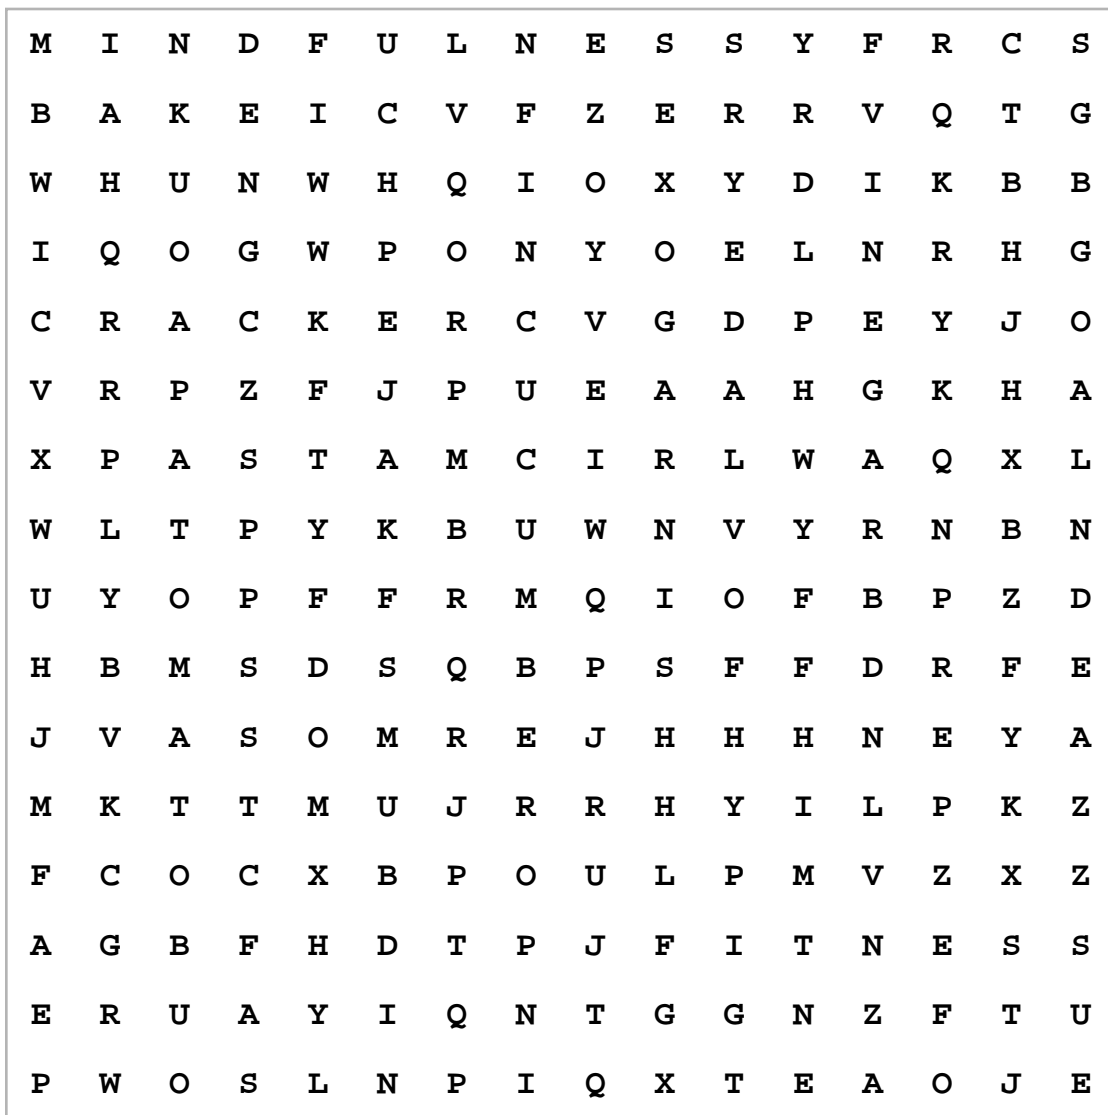 M I N D F U L N E S S Y F R C S
B A K E I C V F Z E R R V Q T G
W H U N W H Q I O X Y D I K B B
I Q O G W P O N Y O E L N R H G
C R A C K E R C V G D P E Y J O
V R P Z F J P U E A A H G K H A
X P A S T A M C I R L W A Q X L
W L T P Y K B U W N V Y R N B N
U Y O P F F R M Q I O F B P Z D
H B M S D S Q B P S F F D R F E
J V A S O M R E J H H H N E Y A
M K T T M U J R R H Y I L P K Z
F C O C X B P O U L P M V Z X Z
A G B F H D T P J F I T N E S S
E R U A Y I Q N T G G N Z F T U
P W O S L N P I Q X T E A O J E